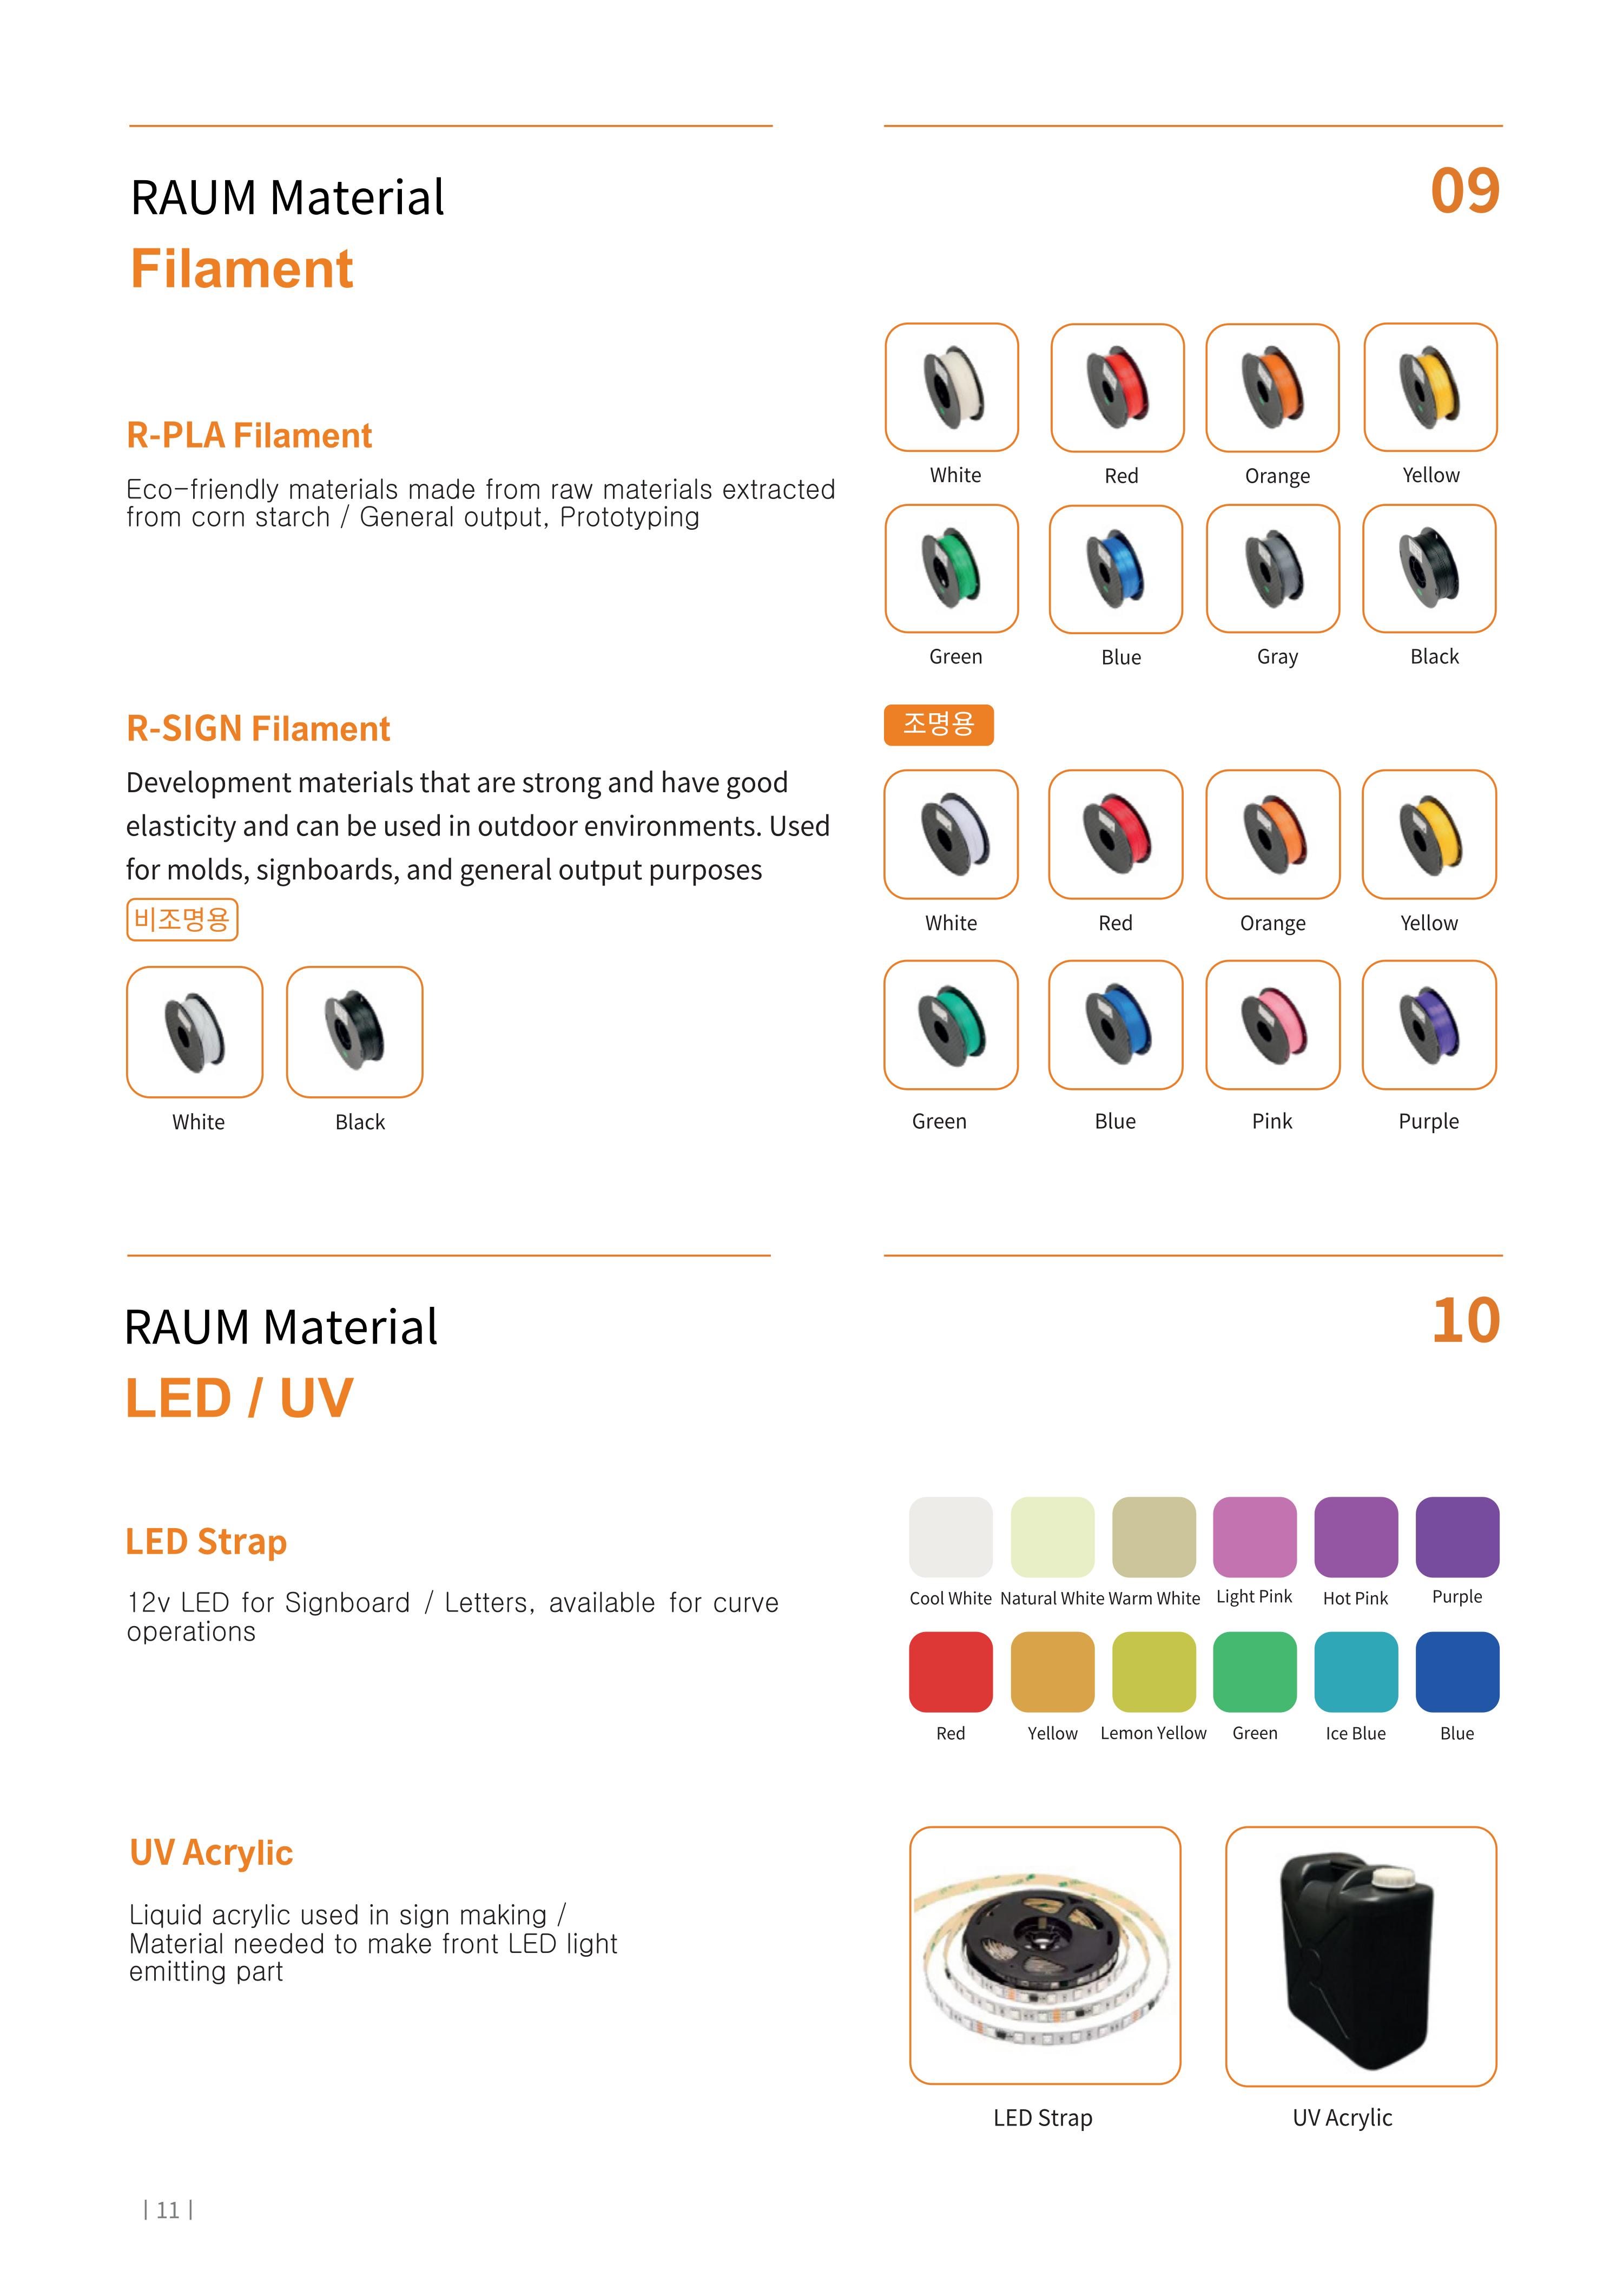 RAUM Material
09
Filament
R-PLA Filament
Eco-friendly materials made from raw materials extracted
from corn starch / General output, Prototyping
White Red Orange Yellow
Green Blue Gray Black
R-SIGN Filament
Development materials that are strong and have good
elasticity and can be used in outdoor environments. Used
for molds, signboards, and general output purposes
비조명용
White Black
조명용
White Red Orange Yellow
Green Blue Pink Purple
RAUM Material
10
LED / UV
LED Strap
12v LED for Signboard / Letters, available for curve
operations
Cool White Natural White Warm White Light Pink Hot Pink Purple
Red Yellow Lemon Yellow Green Ice Blue Blue
UV Acrylic
Liquid acrylic used in sign making /
Material needed to make front LED light
emitting part
LED Strap UV Acrylic
| 11 |